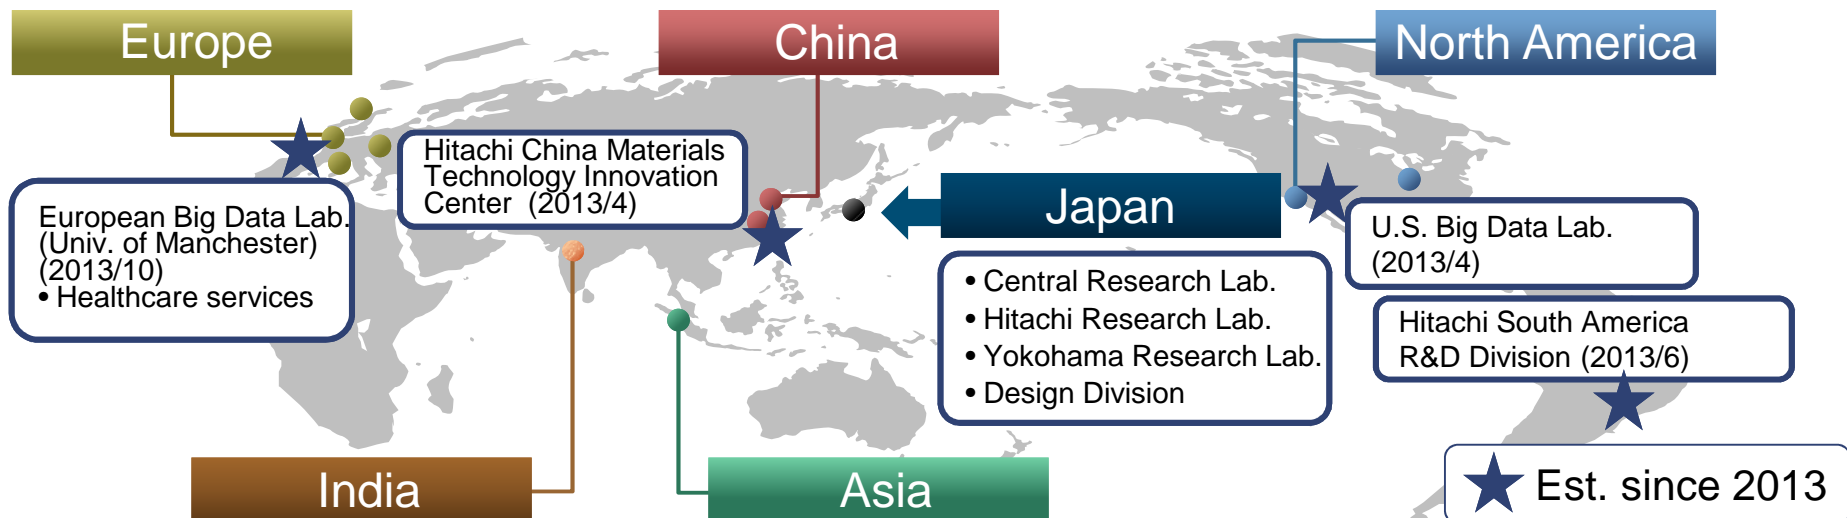 Europe
China
North America
Hitachi China Materials
Technology Innovation
Center (2013/4)
European Big Data Lab.
(Univ. of Manchester)
(2013/10)
• Healthcare services
Japan
• Central Research Lab.
• Hitachi Research Lab.
• Yokohama Research Lab.
• Design Division
U.S. Big Data Lab.
(2013/4)
Hitachi South America
R&D Division (2013/6)
India
Asia
Est. since 2013